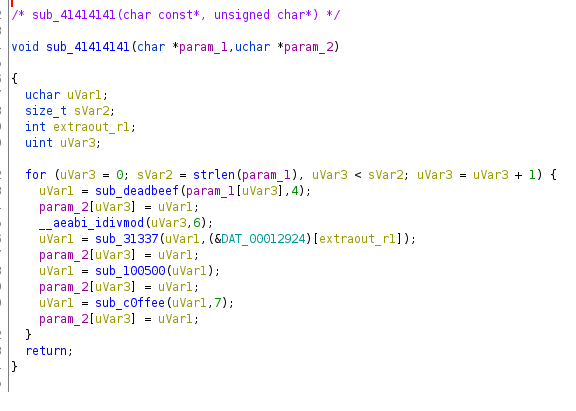 /* sub_41414141(char const*, unsigned char*) */
void sub_41414141(char *param_1,uchar *param_2)
{
uchar uVar1;
size_t sVar2;
int extraout_r1;
uint uVar3;
for (uVar3 = 0; sVar2 = strlen(param_1), uVar3 < sVar2; uVar3 = uVar3 + 1) {
uVar1 = sub_deadbeef(param_1[uVar3],4);
param_2[uVar3] = uVar1;
__aeabi_idivmod(uVar3,6);
uVar1 = sub_31337(uVar1,(&DAT_00012924)[extraout_r1]);
param_2[uVar3] = uVar1;
uVar1 = sub_100500(uVar1);
param_2[uVar3] = uVar1;
uVar1 = sub_c0ffee(uVar1,7);
param_2[uVar3] = uVar1;
}
return;
}